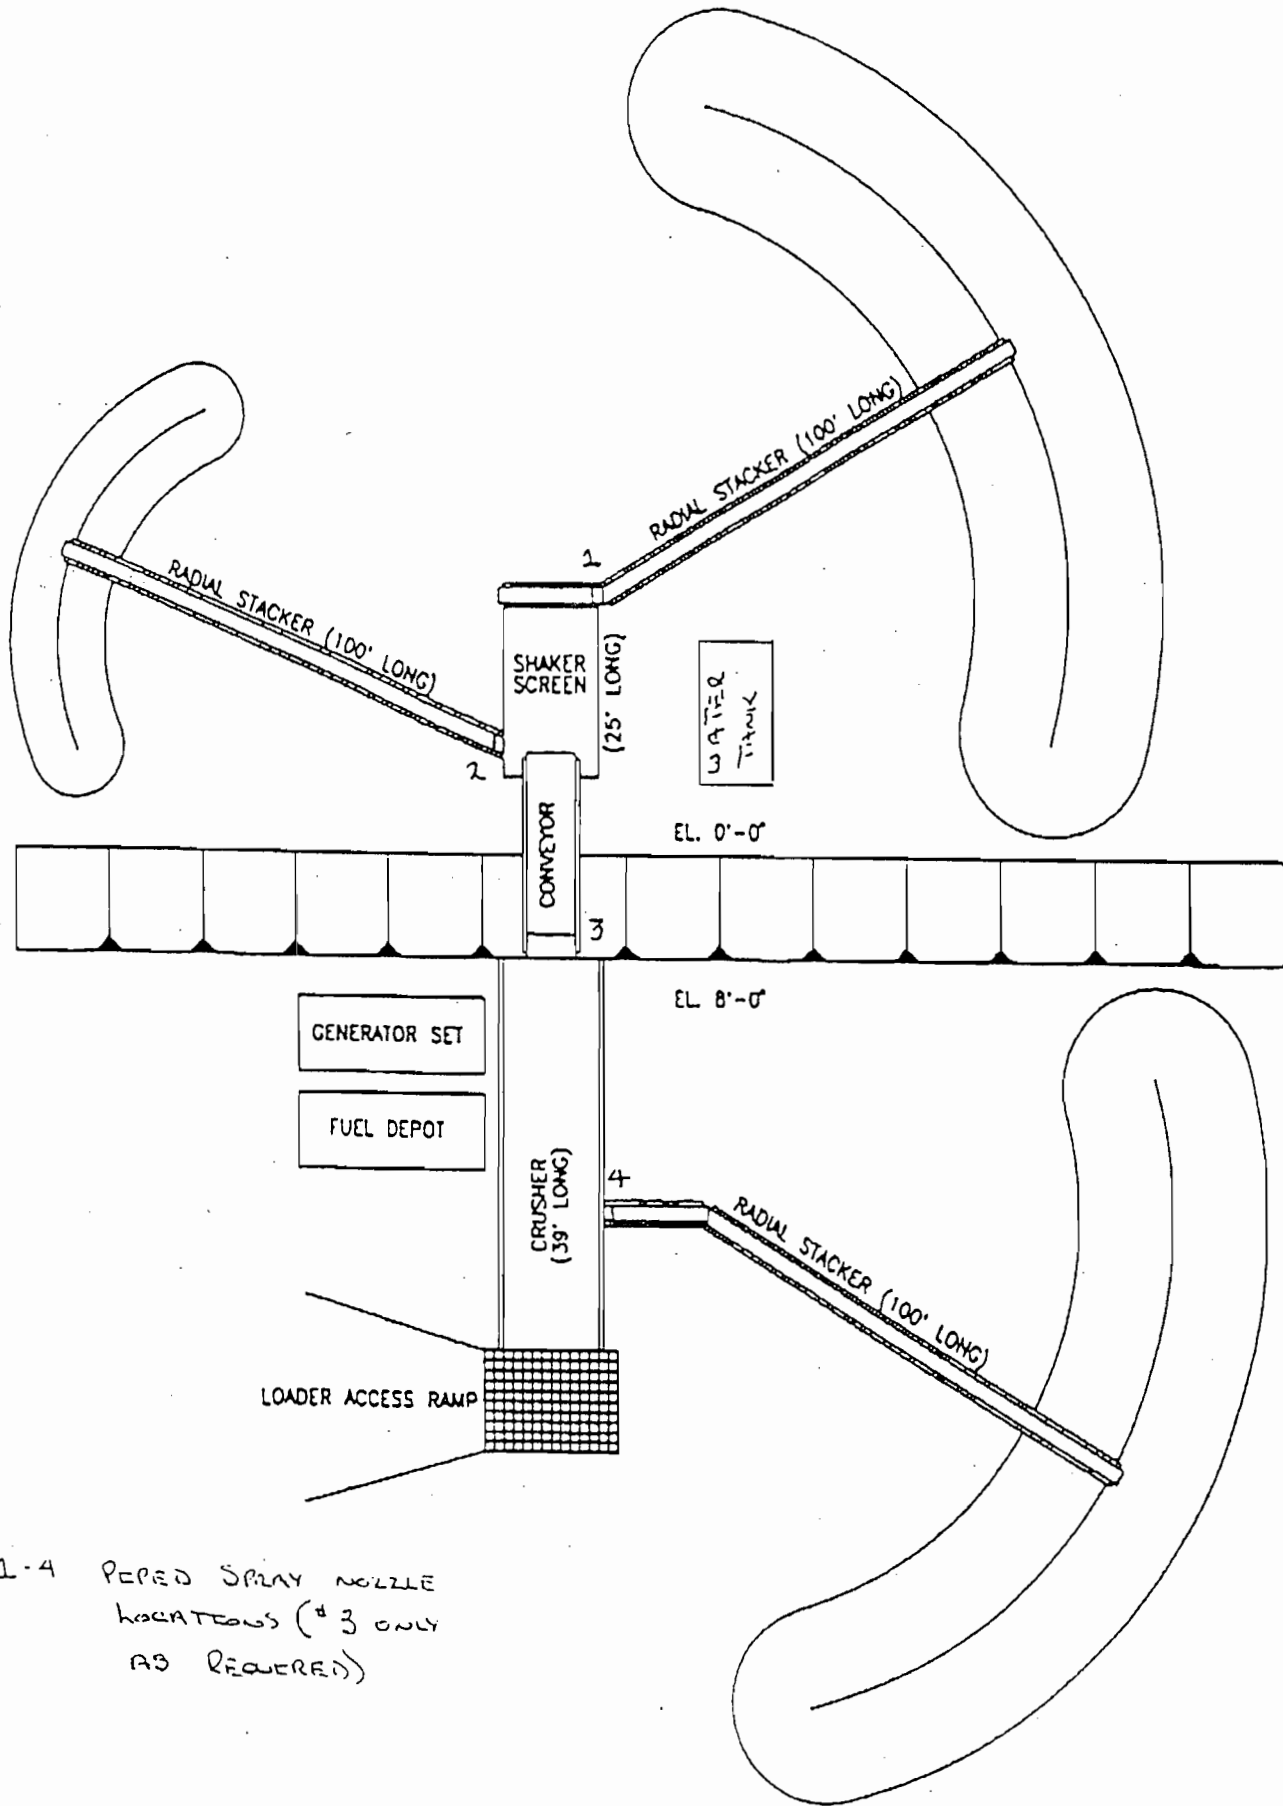 RADIAL STACKER (100' LONG)
1
RADIAL STACKER (100' LONG)
SHAKER
SCREEN
(25' LONG)
WATER
TANK
2
CONVEYOR
EL. 0'-0"
3
EL. 8'-0"
GENERATOR SET
FUEL DEPOT
CRUSHER
(39' LONG)
4
RADIAL STACKER (100' LONG)
LOADER ACCESS RAMP
1-4 PIPED SPRAY NOZZLE
LOCATIONS (#3 ONLY
AS REQUIRED)